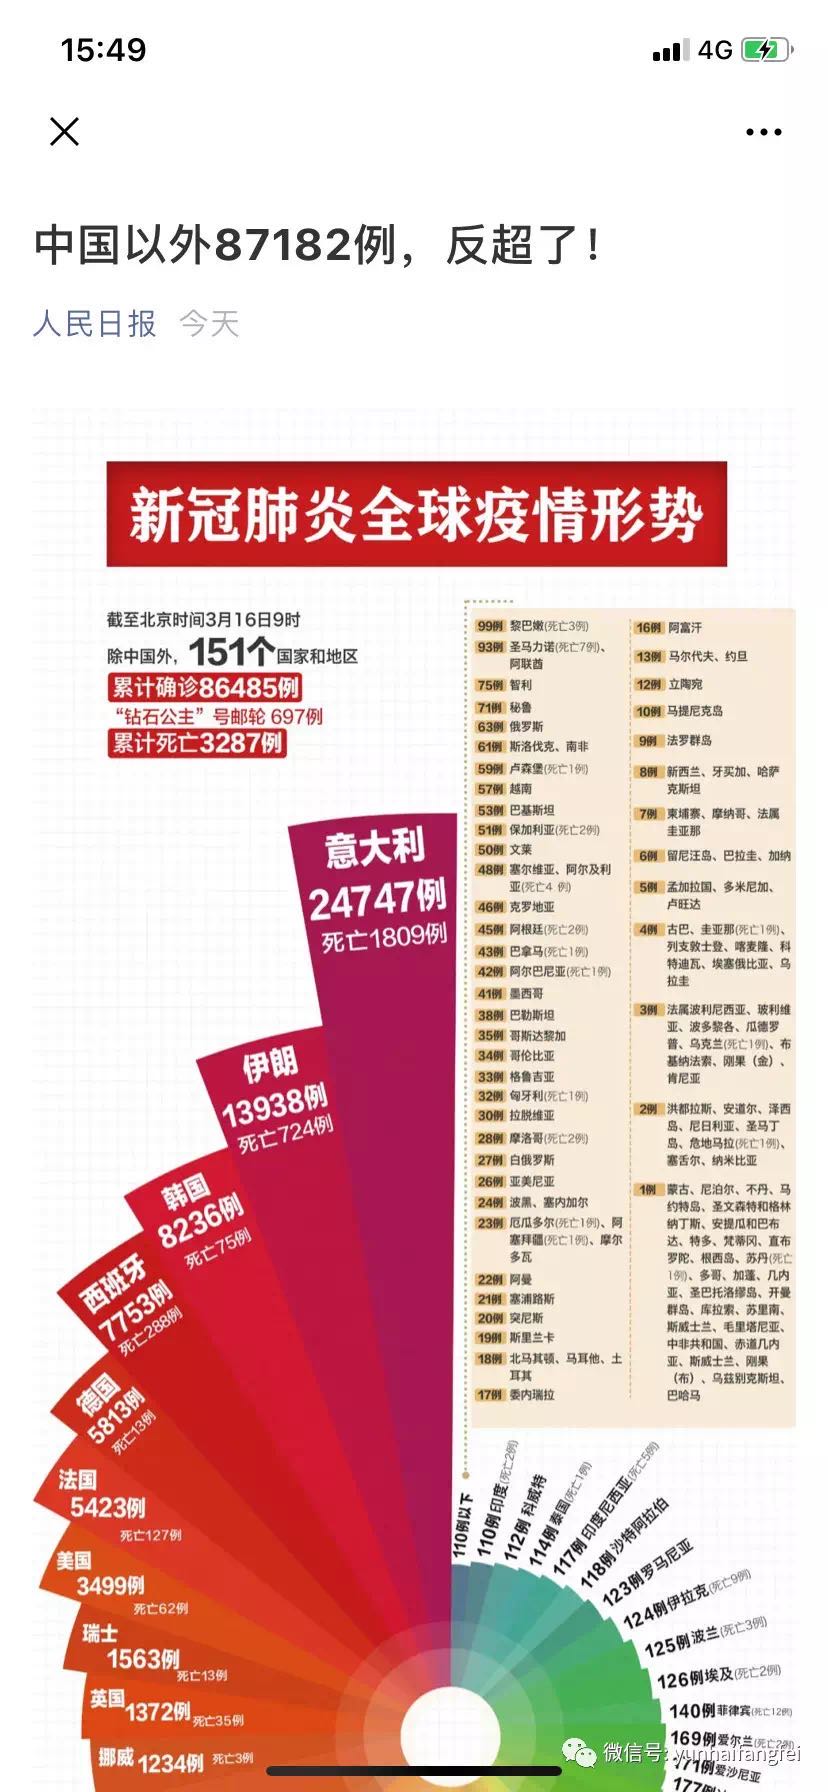 15:49
4G
中国以外87182例，反超了！
人民日报 今天
新冠肺炎全球疫情形势
截至北京时间3月16日9时
除中国外，151个国家和地区
累计确诊86485例
“钻石公主”号邮轮 697例
累计死亡3287例
意大利
24747例
死亡1809例
伊朗
13938例
死亡724例
韩国
8236例
死亡75例
西班牙
7753例
死亡288例
德国
5813例
死亡13例
法国
5423例
死亡127例
美国
3499例
死亡62例
瑞士
1563例
死亡13例
英国
1372例
死亡35例
挪威
1234例
死亡3例
99例 黎巴嫩(死亡3例)
93例 圣马力诺(死亡7例)、
阿联酋
75例 智利
71例 秘鲁
63例 俄罗斯
61例 斯洛伐克、南非
59例 卢森堡(死亡1例)
57例 越南
53例 巴基斯坦
51例 保加利亚(死亡2例)
50例 文莱
48例 塞尔维亚、阿尔及利
亚(死亡4 例)
46例 克罗地亚
45例 阿根廷(死亡2例)
43例 巴拿马(死亡1例)
42例 阿尔巴尼亚(死亡1例)
41例 墨西哥
38例 巴勒斯坦
35例 哥斯达黎加
34例 哥伦比亚
33例 格鲁吉亚
32例 匈牙利(死亡1例)
30例 拉脱维亚
28例 摩洛哥(死亡2例)
27例 白俄罗斯
26例 亚美尼亚
24例 波黑、塞内加尔
23例 厄瓜多尔(死亡1例)、阿
塞拜疆(死亡1例)、摩尔
多瓦
22例 阿曼
21例 塞浦路斯
20例 突尼斯
19例 斯里兰卡
18例 北马其顿、马耳他、土
耳其
17例 委内瑞拉
16例 阿富汗
13例 马尔代夫、约旦
12例 立陶宛
10例 马提尼克岛
9例 法罗群岛
8例 新西兰、牙买加、哈萨
克斯坦
7例 柬埔寨、摩纳哥、法属
圭亚那
6例 留尼汪岛、巴拉圭、加纳
5例 孟加拉国、多米尼加、
卢旺达
4例 古巴、圭亚那(死亡1例)、
列支敦士登、喀麦隆、科
特迪瓦、埃塞俄比亚、乌
拉圭
3例 法属波利尼西亚、玻利维
亚、波多黎各、瓜德罗
普、乌克兰(死亡1例)、布
基纳法索、刚果（金）、
肯尼亚
2例 洪都拉斯、安道尔、泽西
岛、尼日利亚、圣马丁
岛、危地马拉(死亡1例)、
塞舌尔、纳米比亚
1例 蒙古、尼泊尔、不丹、马
约特岛、圣文森特和格林
纳丁斯、安提瓜和巴布
达、特多、梵蒂冈、直布
罗陀、根西岛、苏丹(死亡
1例)、多哥、加蓬、几内
亚、圣巴托洛缪岛、开曼
群岛、库拉索、苏里南、
斯威士兰、毛里塔尼亚、
中非共和国、赤道几内
亚、斯威士兰、刚果
（布）、乌兹别克斯坦、
巴哈马
110例以下
110例 印度(死亡2例)
112例 科威特
114例 泰国(死亡1例)
117例 印度尼西亚(死亡5例)
118例 沙特阿拉伯
123例罗马尼亚
124例伊拉克(死亡9例)
125例 波兰(死亡3例)
126例埃及(死亡2例)
140例菲律宾(死亡12例)
169例爱尔兰(死亡2例)
171例爱沙尼亚
177例
微信号: yunhaifangfei